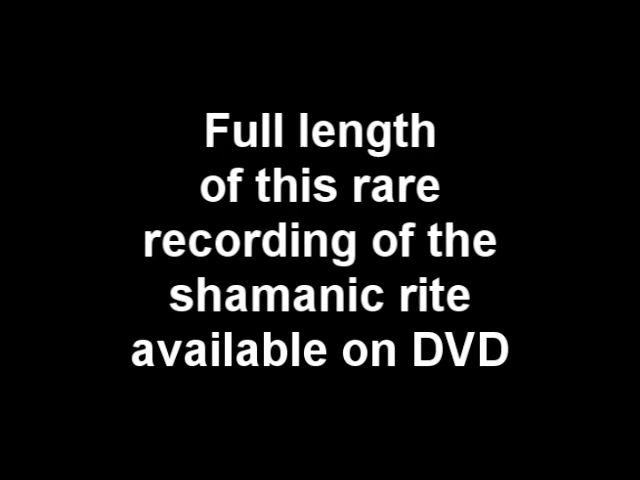 Full length
of this rare
recording of the
shamanic rite
available on DVD